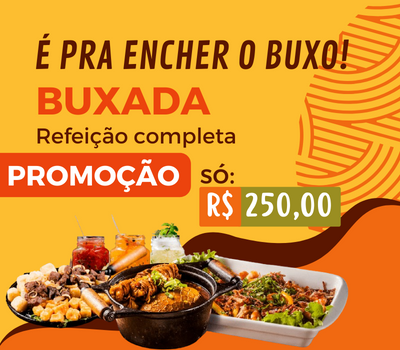 É PRA ENCHER O BUXO!
BUXADA
Refeição completa
PROMOÇÃO SÓ:
R$ 250,00